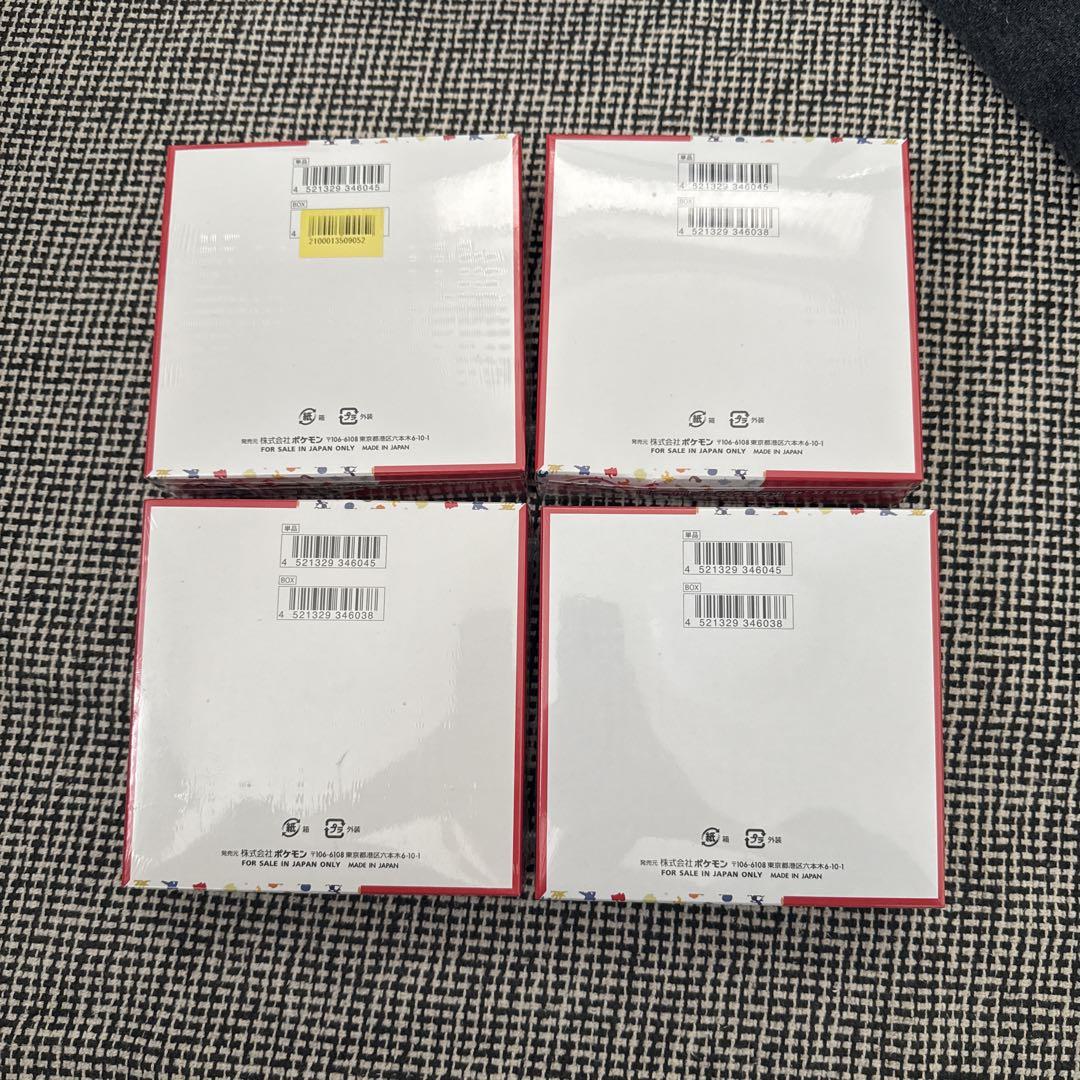 単品
4 521329 346045
BOX
4
2100013509052
紙 箱 プラ 外装
発売元 株式会社ポケモン 〒106-6108 東京都港区六本木6-10-1
FOR SALE IN JAPAN ONLY MADE IN JAPAN
単品
4 521329 346045
BOX
4 521329 346038
紙 箱 プラ 外装
発売元 株式会社ポケモン 〒106-6108 東京都港区六本木6-10-1
FOR SALE IN JAPAN ONLY MADE IN JAPAN
単品
4 521329 346045
BOX
4 521329 346038
紙 箱 プラ 外装
発売元 株式会社ポケモン 〒106-6108 東京都港区六本木6-10-1
FOR SALE IN JAPAN ONLY MADE IN JAPAN
単品
4 521329 346045
BOX
4 521329 346038
紙 箱 プラ 外装
発売元 株式会社ポケモン 〒106-6108 東京都港区六本木6-10-1
FOR SALE IN JAPAN ONLY MADE IN JAPAN